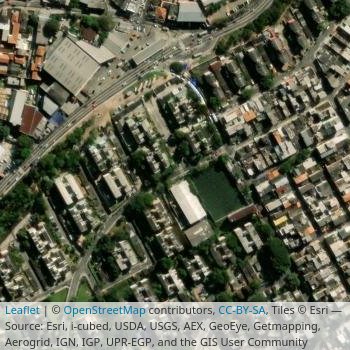 Leaflet | © OpenStreetMap contributors, CC-BY-SA, Tiles © Esri —
Source: Esri, i-cubed, USDA, USGS, AEX, GeoEye, Getmapping,
Aerogrid, IGN, IGP, UPR-EGP, and the GIS User Community